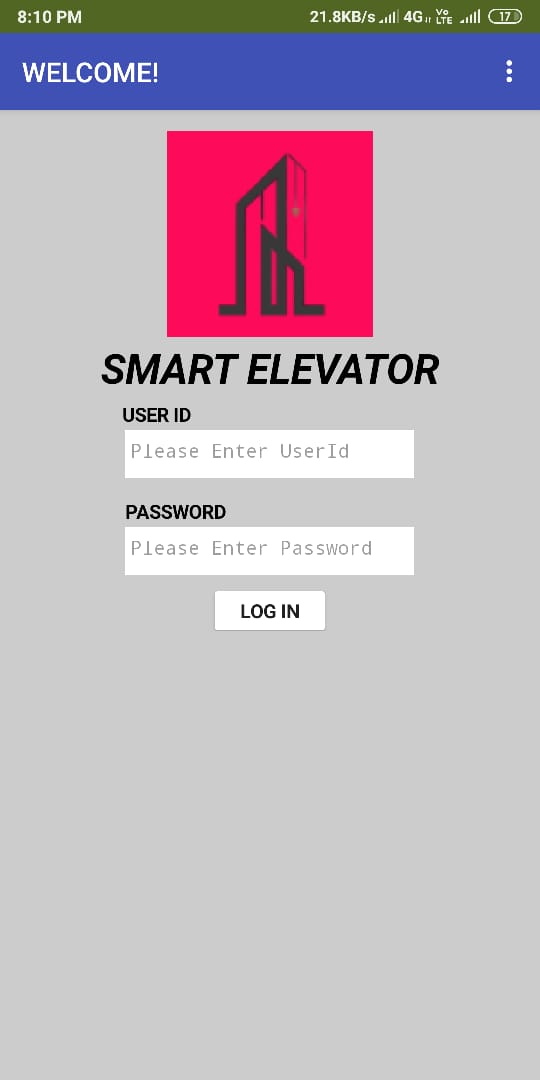 8:10 PM 21.8KB/s 4G Vo LTE 17
WELCOME!
SMART ELEVATOR
USER ID
Please Enter UserId
PASSWORD
Please Enter Password
LOG IN